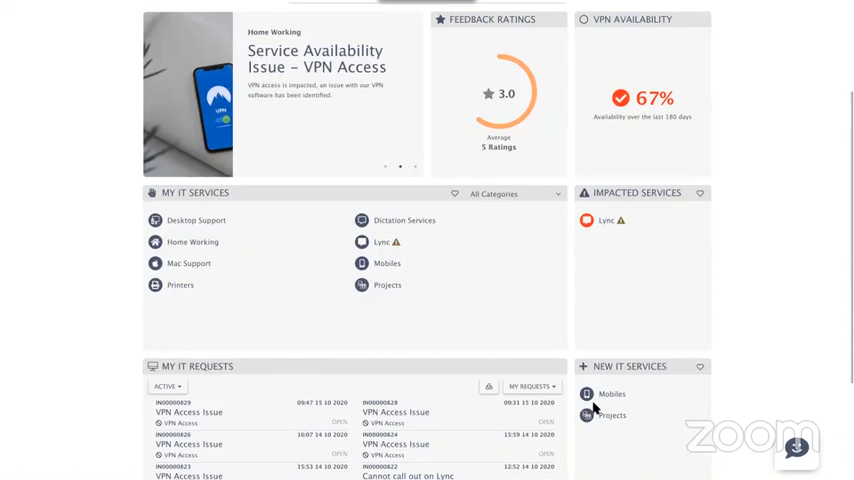 Home Working
Service Availability
Issue – VPN Access
VPN access is impacted, an issue with our VPN
software has been identified.
VPN
FEEDBACK RATINGS
3.0
Average
5 Ratings
VPN AVAILABILITY
67%
Availability over the last 180 days
MY IT SERVICES
All Categories
Desktop Support
Dictation Services
Home Working
Lync
Mac Support
Mobiles
Printers
Projects
IMPACTED SERVICES
Lync
MY IT REQUESTS
ACTIVE
MY REQUESTS
IN00000829 09:47 15 10 2020
VPN Access Issue
VPN Access OPEN
IN00000828 09:31 15 10 2020
VPN Access Issue
VPN Access OPEN
IN00000826 16:07 14 10 2020
VPN Access Issue
VPN Access OPEN
IN00000824 15:59 14 10 2020
VPN Access Issue
VPN Access OPEN
IN00000823 15:53 14 10 2020
VPN Access Issue
IN00000822 12:52 14 10 2020
Cannot call out on Lync
NEW IT SERVICES
Mobiles
Projects
zoom